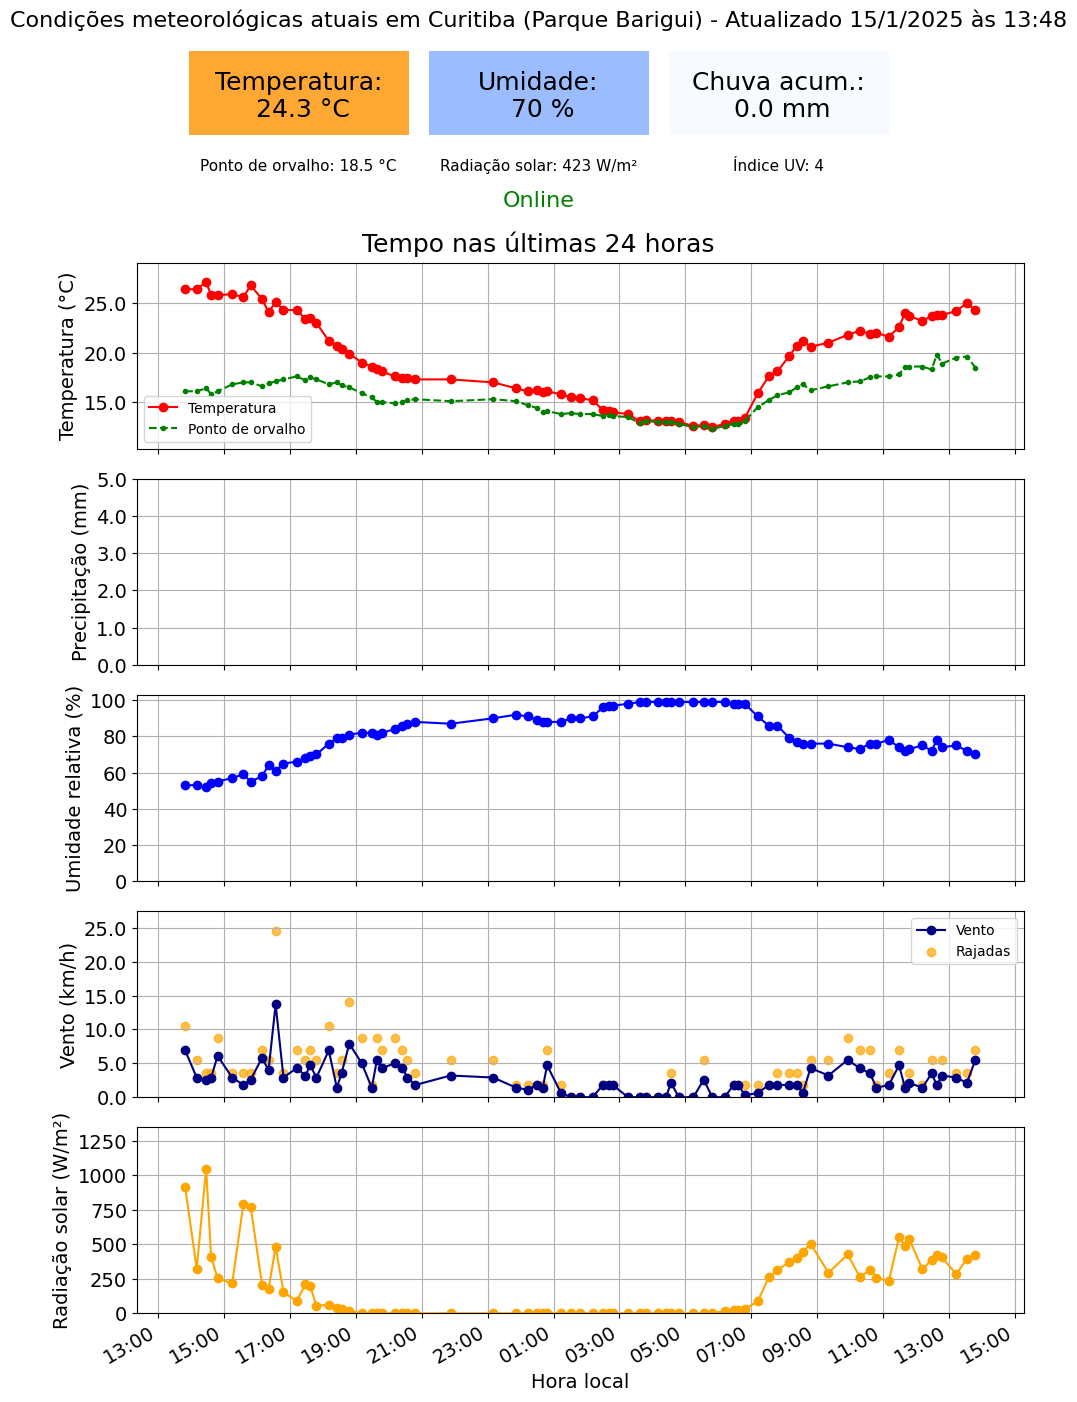 Condições meteorológicas atuais em Curitiba (Parque Barigui) - Atualizado 15/1/2025 às 13:48
Temperatura:
24.3 °C
Umidade:
70 %
Chuva acum.:
0.0 mm
Ponto de orvalho: 18.5 °C
Radiação solar: 423 W/m²
Índice UV: 4
Online
Tempo nas últimas 24 horas
Temperatura (°C)
25.0
20.0
15.0
Temperatura
Ponto de orvalho
Precipitação (mm)
5.0
4.0
3.0
2.0
1.0
0.0
Umidade relativa (%)
100
80
60
40
20
0
Vento (km/h)
25.0
20.0
15.0
10.0
5.0
0.0
Vento
Rajadas
Radiação solar (W/m²)
1250
1000
750
500
250
0
13:00
15:00
17:00
19:00
21:00
23:00
01:00
03:00
05:00
07:00
09:00
11:00
13:00
15:00
Hora local